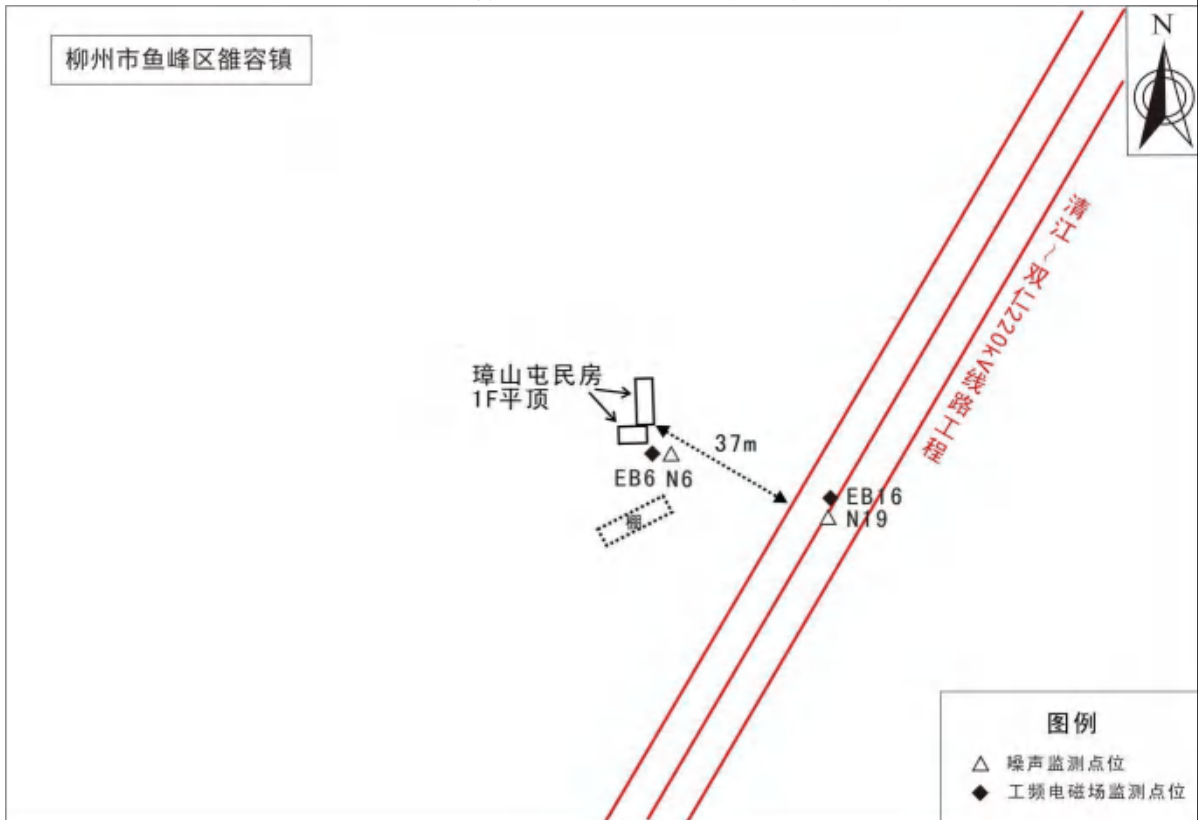 柳州市鱼峰区雒容镇
N
清江～双仁220kV线路工程
璋山屯民房
1F平顶
37m
EB6 N6
EB16
N19
棚
图例
噪声监测点位
工频电磁场监测点位